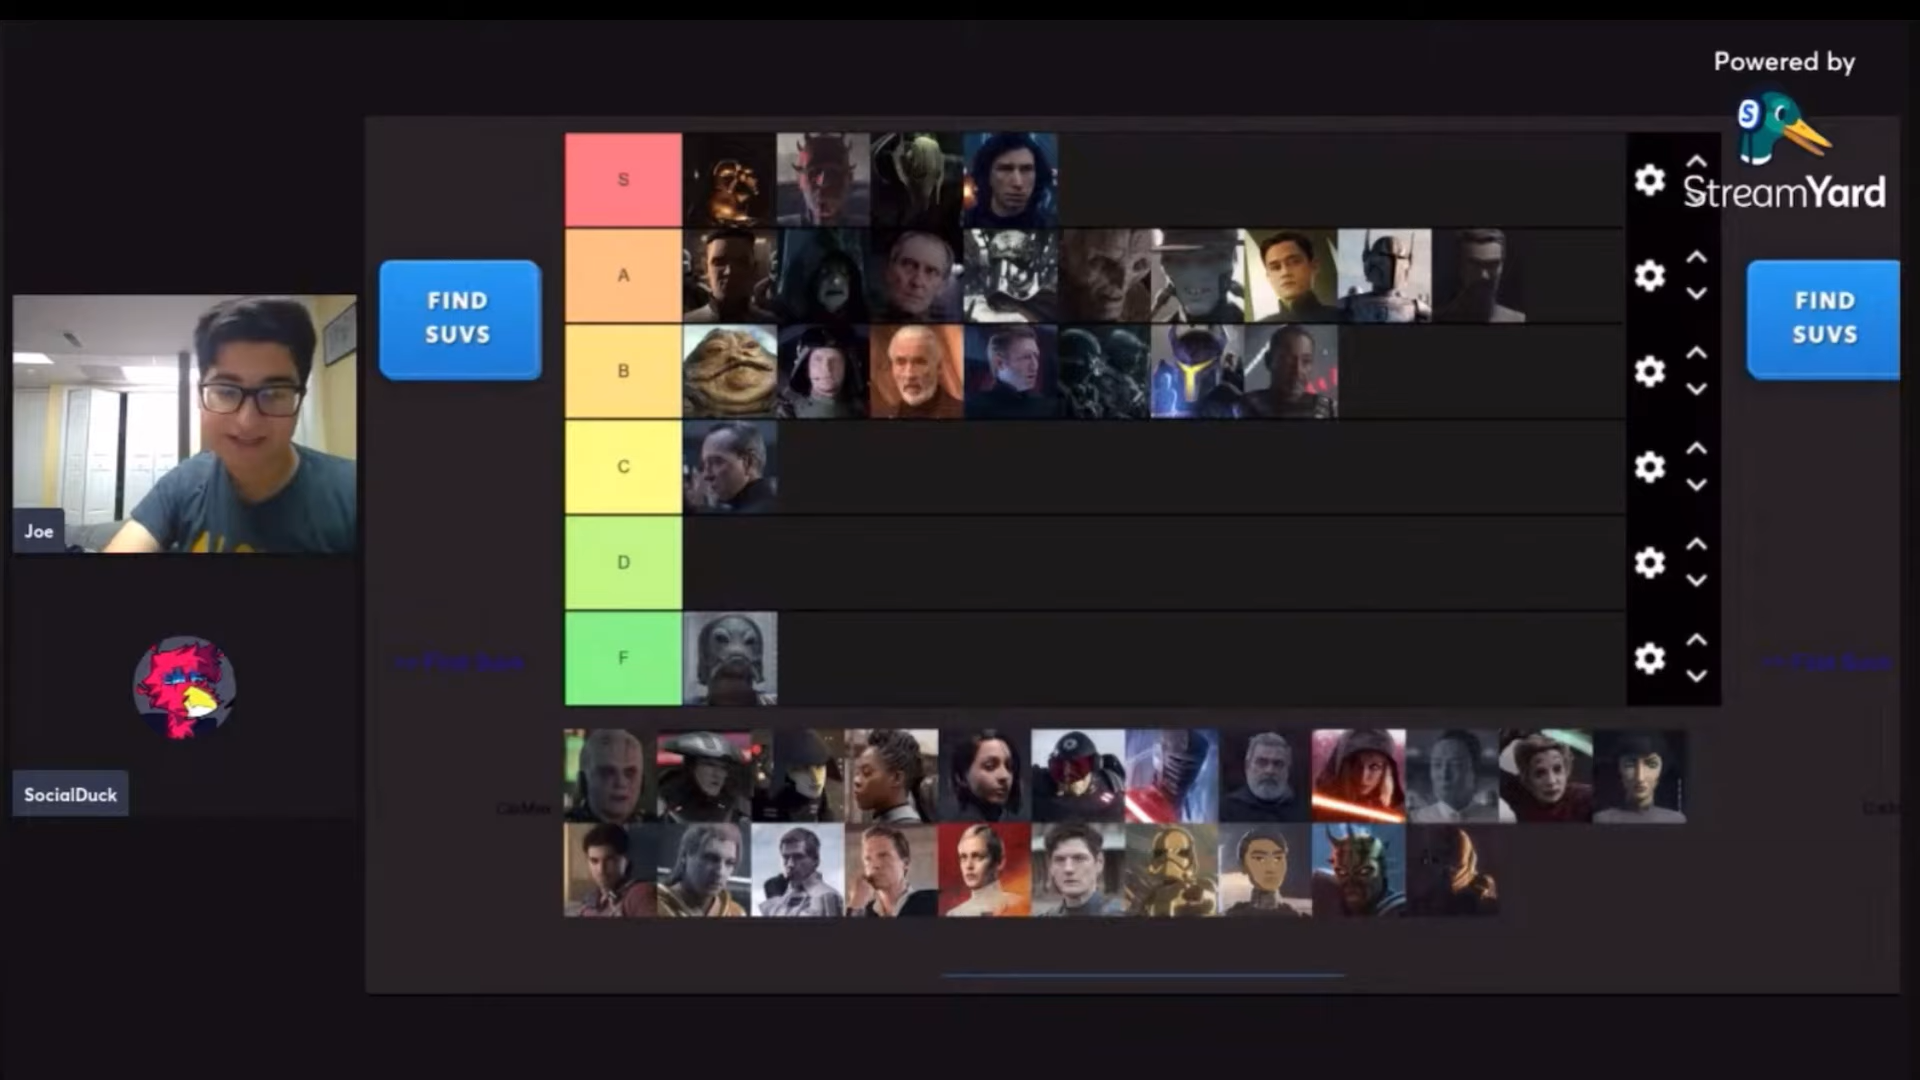 Powered by
StreamYard
S
A
B
C
D
F
FIND
SUVS
FIND
SUVS
Joe
SocialDuck